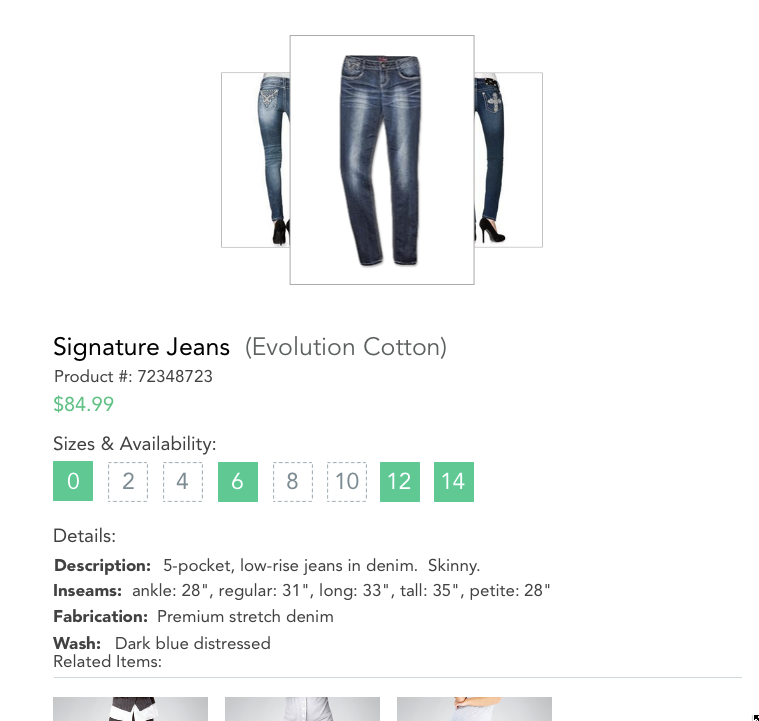 Signature Jeans (Evolution Cotton)
Product #: 72348723
$84.99
Sizes & Availability:
0 2 4 6 8 10 12 14
Details:
Description: 5-pocket, low-rise jeans in denim. Skinny.
Inseams: ankle: 28", regular: 31", long: 33", tall: 35", petite: 28"
Fabrication: Premium stretch denim
Wash: Dark blue distressed
Related Items: